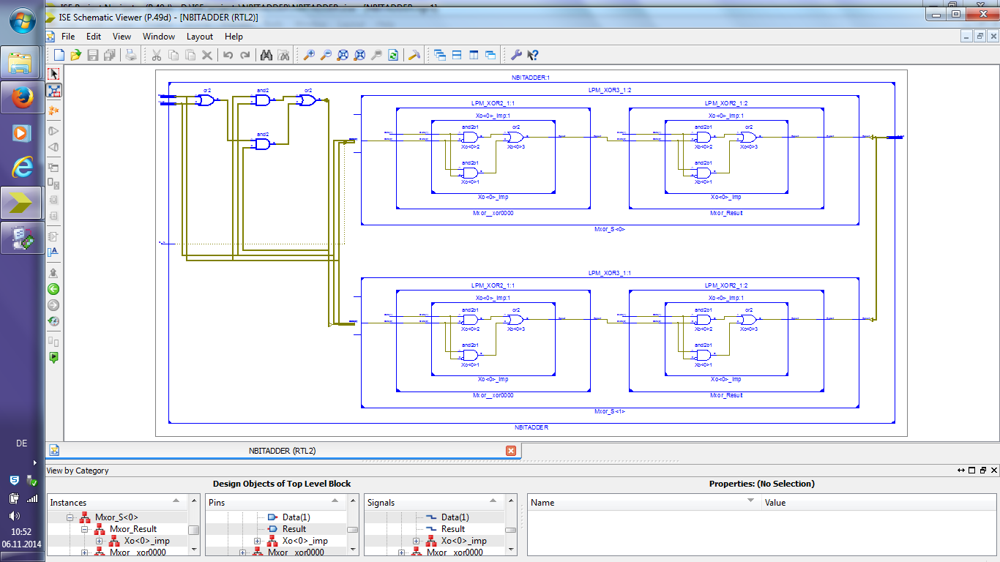 ISE Schematic Viewer (P.49d) - [NBITADDER (RTL2)]
File Edit View Window Layout Help
NBITADDER:1
or2 and2 or2
LPM_XOR3_1:2
LPM_XOR2_1:1 LPM_XOR2_1:2
Xo<0>_imp:1 Xo<0>_imp:1
and2b1 or2 and2b1 or2
and2
Xo<0>2 Xo<0>3 Xo<0>2 Xo<0>3
and2b1 and2b1
Xo<0>1 Xo<0>1
Xo<0>_imp Xo<0>_imp
Mxor__xor0000 Mxor_Result
Mxor_S<0>
LPM_XOR3_1:1
LPM_XOR2_1:1 LPM_XOR2_1:2
Xo<0>_imp:1 Xo<0>_imp:1
and2b1 or2 and2b1 or2
Xo<0>2 Xo<0>3 Xo<0>2 Xo<0>3
and2b1 and2b1
Xo<0>1 Xo<0>1
Xo<0>_imp Xo<0>_imp
Mxor__xor0000 Mxor_Result
Mxor_S<1>
NBITADDER
NBITADDER (RTL2)
View by Category
Design Objects of Top Level Block Properties: (No Selection)
Instances Pins Signals Name Value
Mxor_S<0> Data(1) Data(1)
Mxor_Result Result Result
Xo<0>_imp Xo<0>_imp Xo<0>_imp
Mxor__xor0000 Mxor__xor0000 Mxor__xor0000
DE
10:52
06.11.2014